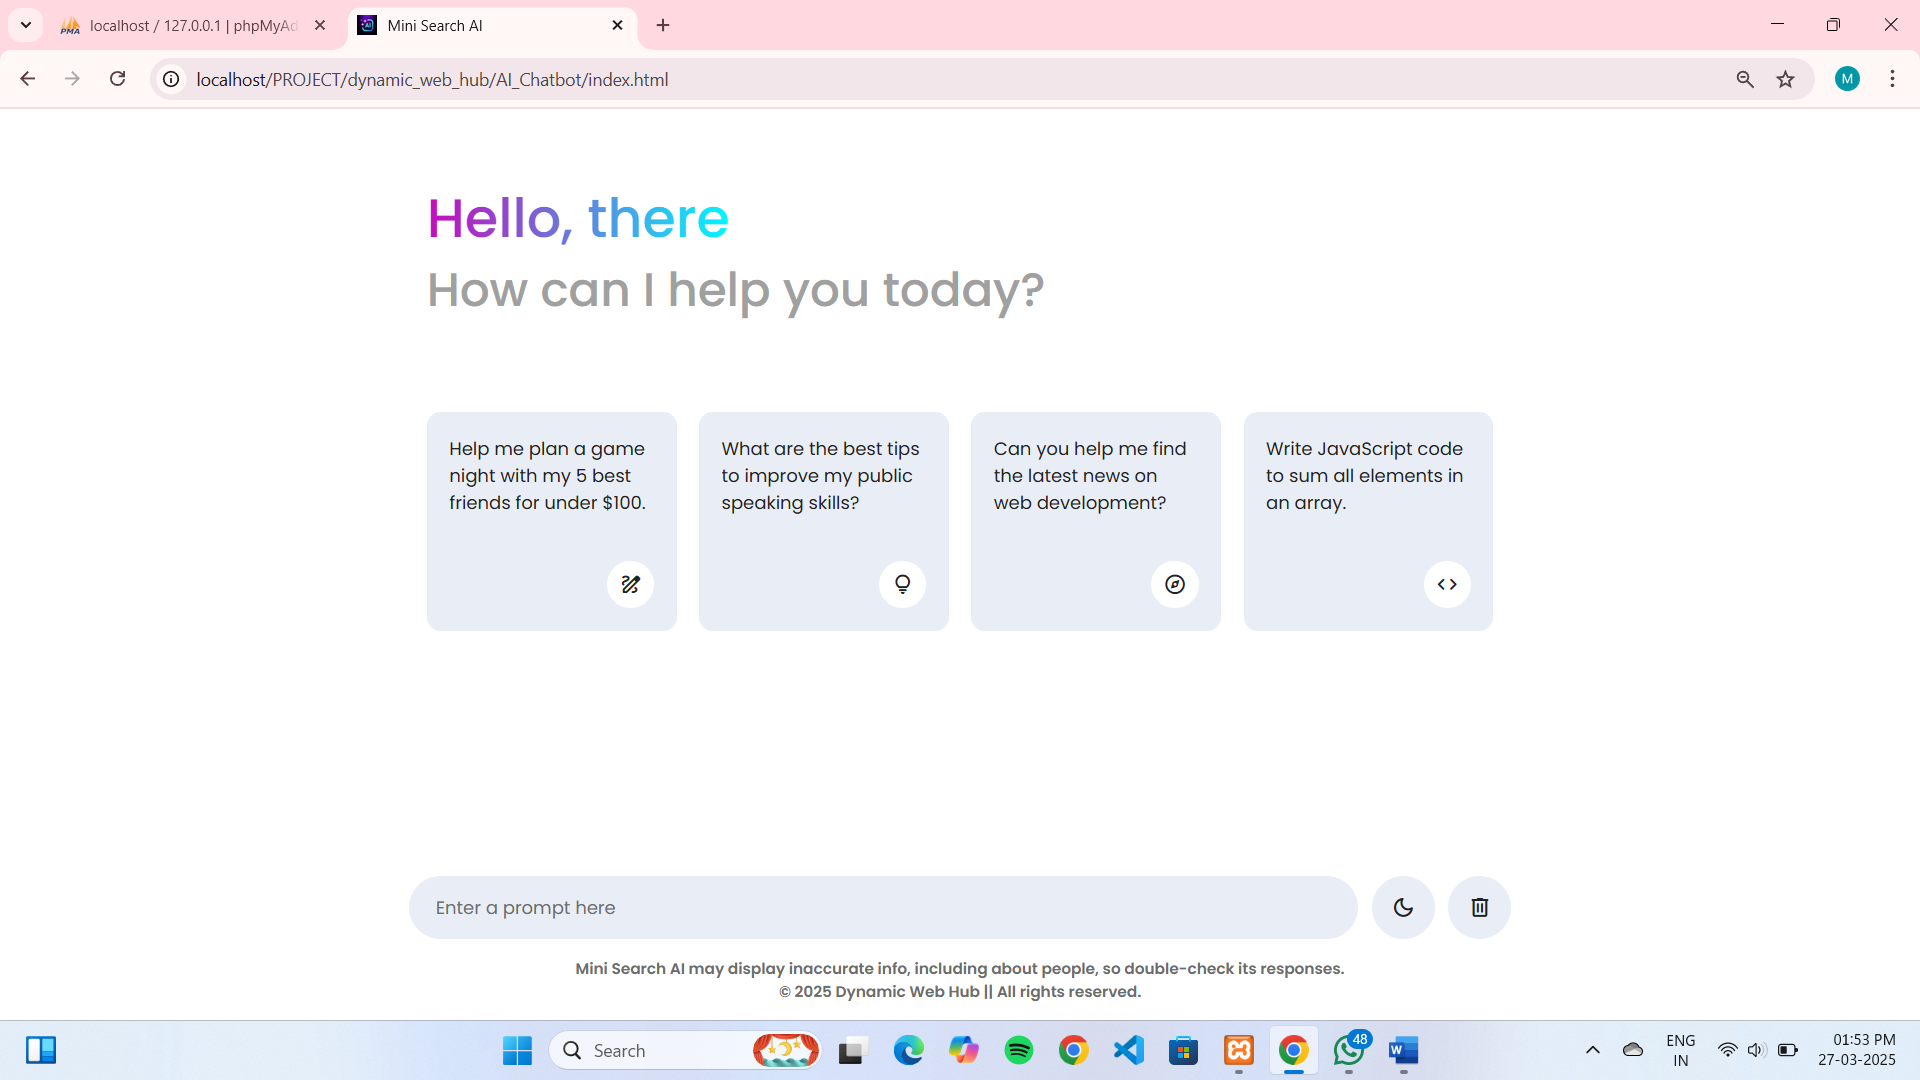 localhost / 127.0.0.1 | phpMyAd
Mini Search AI
localhost/PROJECT/dynamic_web_hub/AI_Chatbot/index.html
M
Hello, there
How can I help you today?
Help me plan a game
night with my 5 best
friends for under $100.
What are the best tips
to improve my public
speaking skills?
Can you help me find
the latest news on
web development?
Write JavaScript code
to sum all elements in
an array.
Enter a prompt here
Mini Search AI may display inaccurate info, including about people, so double-check its responses.
© 2025 Dynamic Web Hub || All rights reserved.
Search
48
ENG
IN
01:53 PM
27-03-2025